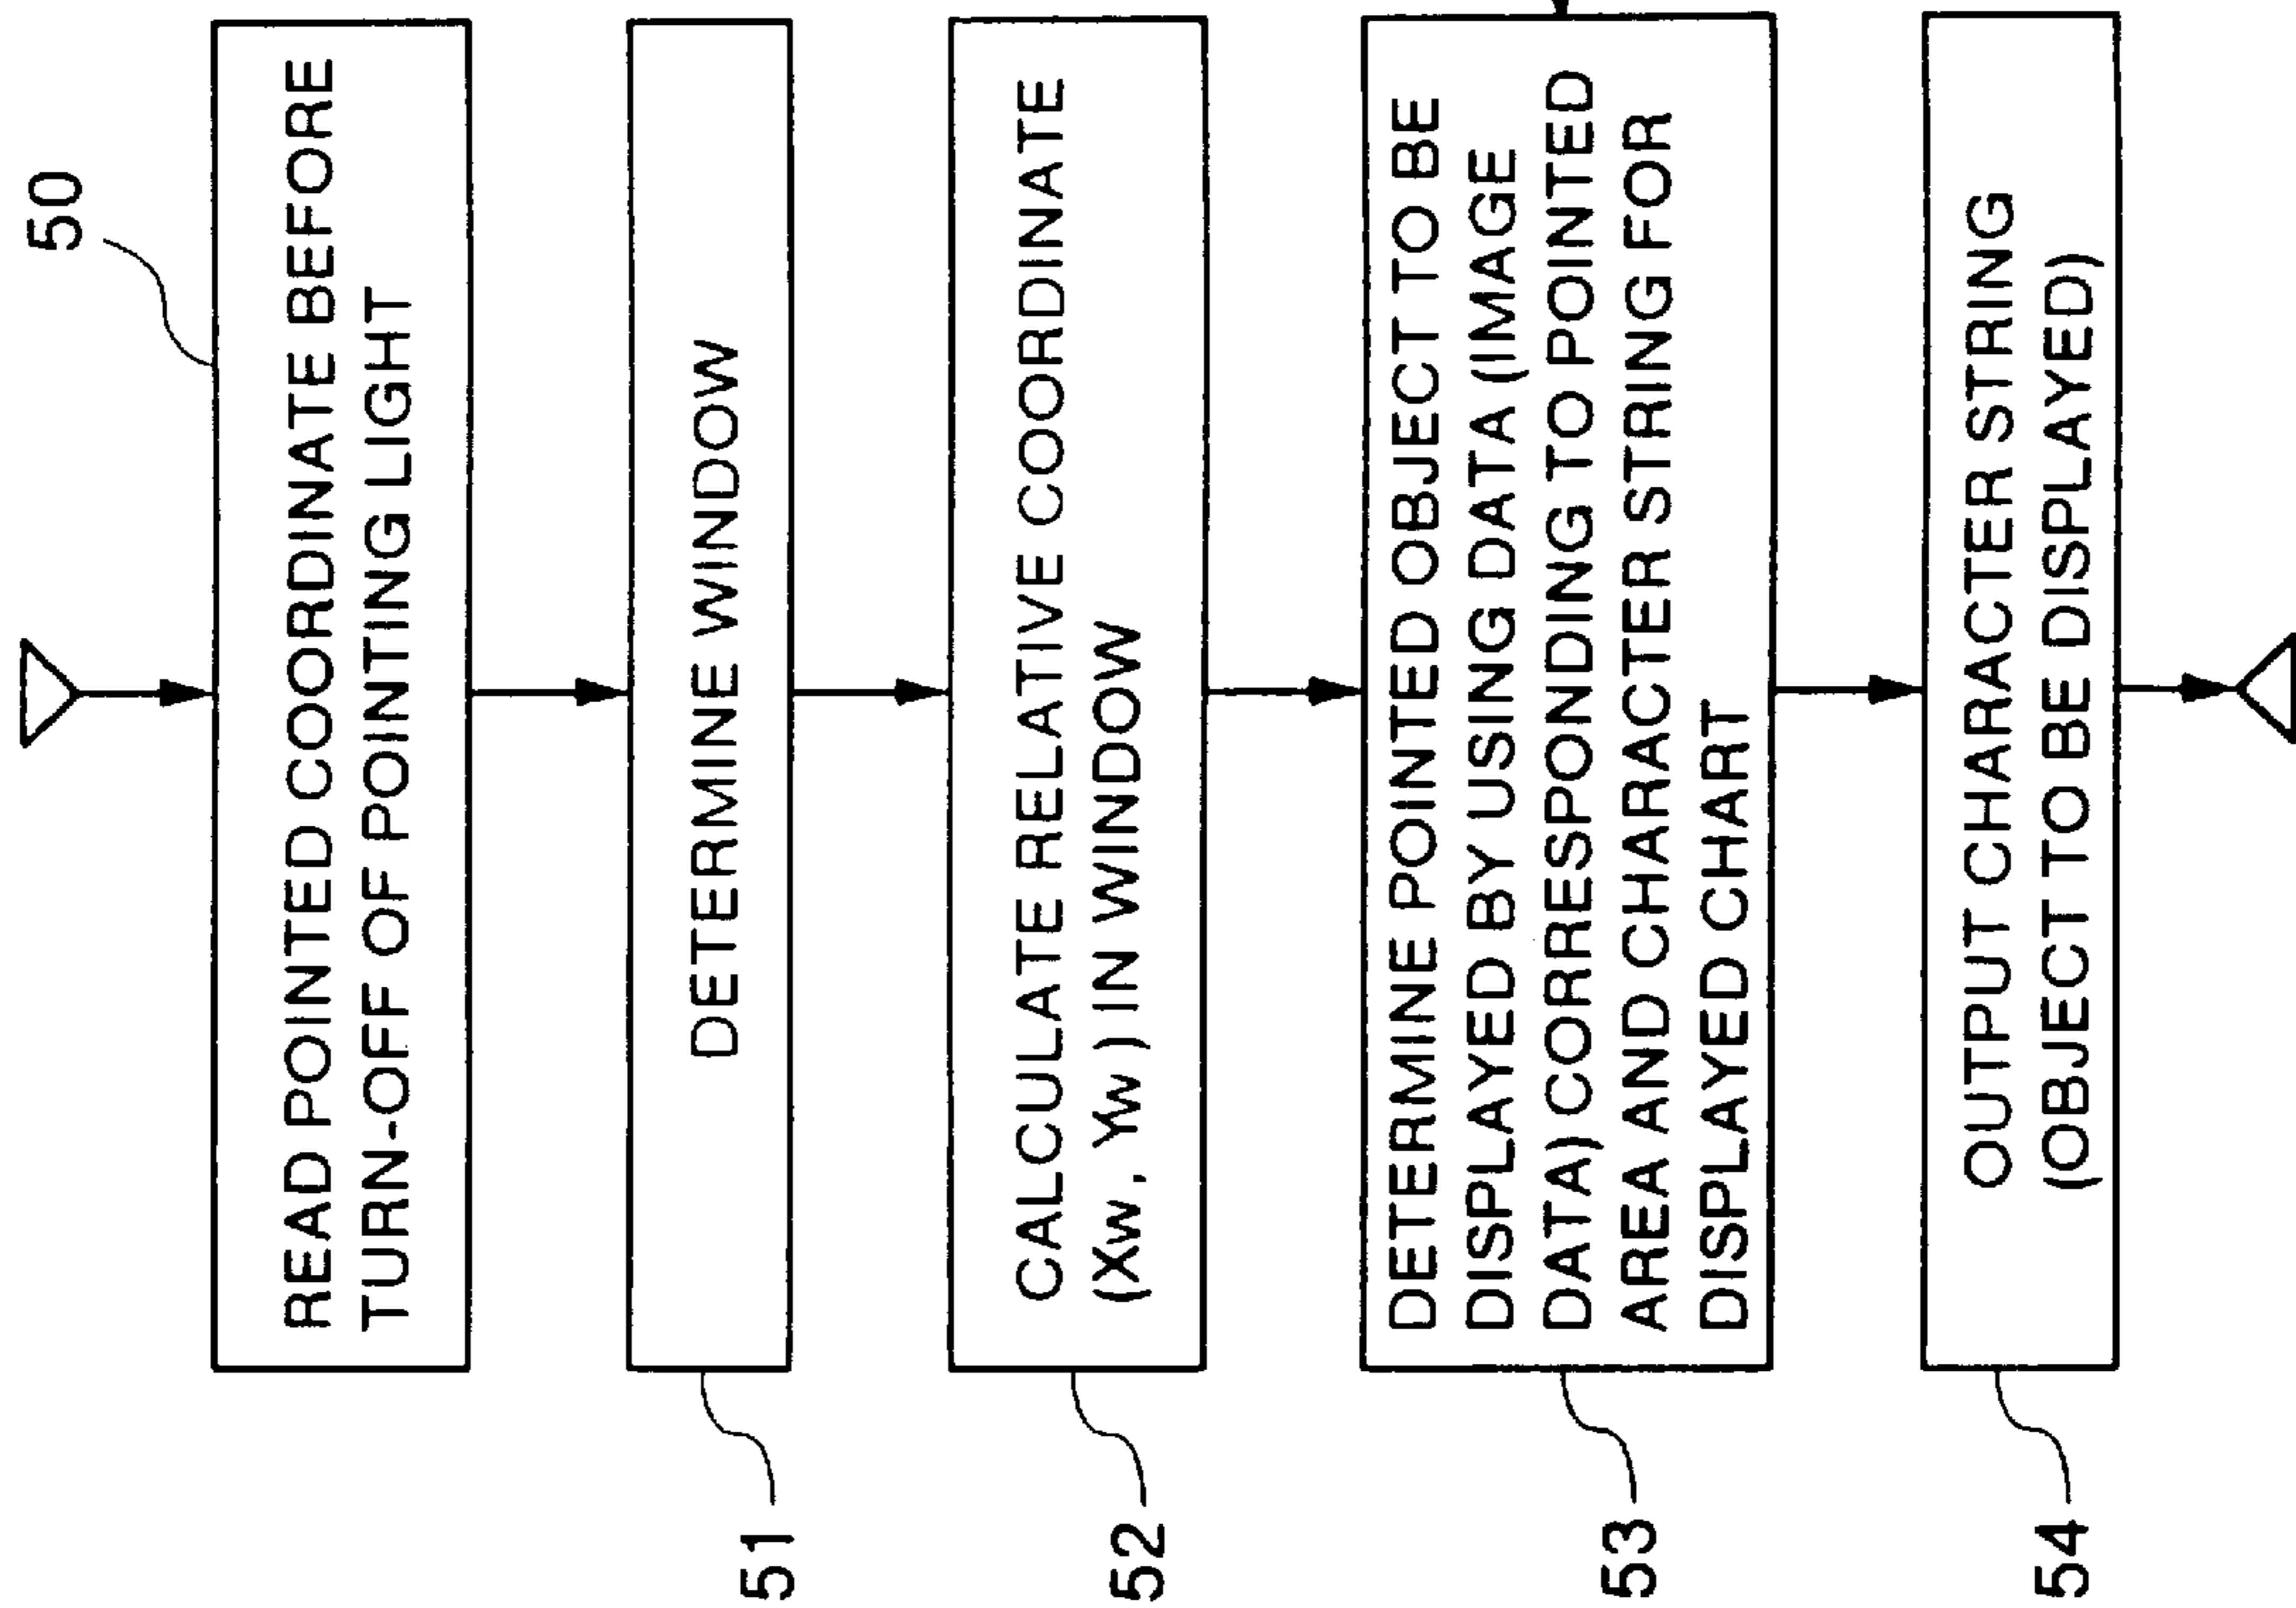 50
READ POINTED COORDINATE BEFORE
TURN-OFF OF POINTING LIGHT
51
DETERMINE WINDOW
52
CALCULATE RELATIVE COORDINATE
(Xw, Yw) IN WINDOW
53
DETERMINE POINTED OBJECT TO BE
DISPLAYED BY USING DATA (IMAGE
DATA) CORRESPONDING TO POINTED
AREA AND CHARACTER STRING FOR
DISPLAYED CHART
54
OUTPUT CHARACTER STRING
(OBJECT TO BE DISPLAYED)